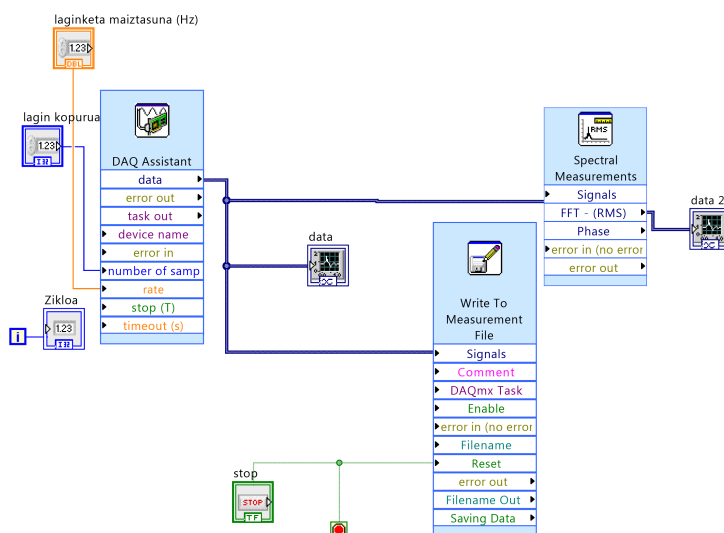 laginketa maiztasuna (Hz)
1.23
DBL
lagin kopurua
1.23
I32
DAQ Assistant
data
error out
task out
device name
error in
number of samp
rate
stop (T)
timeout (s)
Zikloa
i
1.23
I32
data
Write To
Measurement
File
Signals
Comment
DAQmx Task
Enable
error in (no error
Filename
Reset
error out
Filename Out
Saving Data
RMS
Spectral
Measurements
Signals
FFT - (RMS)
Phase
error in (no error
error out
data 2
stop
STOP
TF